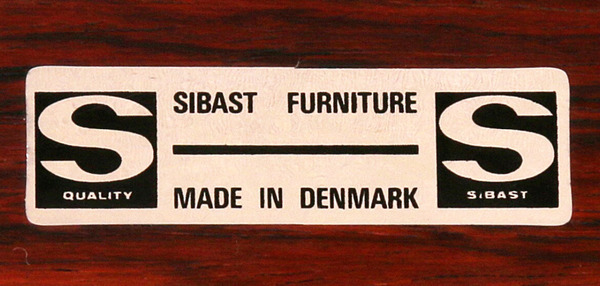 S
QUALITY
SIBAST FURNITURE
MADE IN DENMARK
S
SiBAST